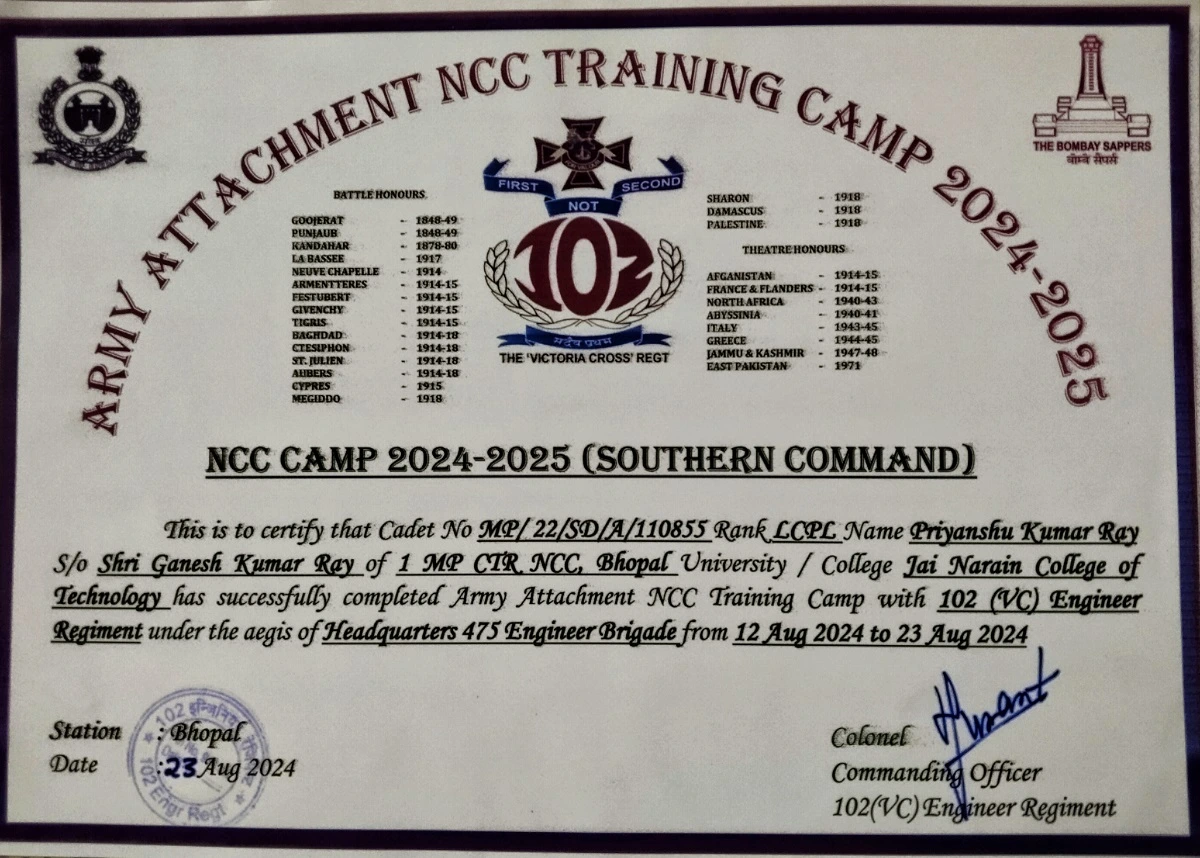 ARMY ATTACHMENT NCC TRAINING CAMP 2024-2025
THE BOMBAY SAPPERS
बॉम्बे सैपर्स
FIRST NOT SECOND
102
सर्दैव प्रथम
THE 'VICTORIA CROSS' REGT
BATTLE HONOURS
GOOJERAT - 1848-49
PUNJAUB - 1848-49
KANDAHAR - 1878-80
LA BASSEE - 1917
NEUVE CHAPELLE - 1914
ARMENTTERES - 1914-15
FESTUBERT - 1914-15
GIVENCHY - 1914-15
TIGRIS - 1914-15
BAGHDAD - 1914-18
CTESIPHON - 1914-18
ST. JULIEN - 1914-18
AUBERS - 1914-18
CYPRES - 1915
MEGIDDO - 1918
SHARON - 1918
DAMASCUS - 1918
PALESTINE - 1918
THEATRE HONOURS
AFGANISTAN - 1914-15
FRANCE & FLANDERS - 1914-15
NORTH AFRICA - 1940-43
ABYSSINIA - 1940-41
ITALY - 1943-45
GREECE - 1944-45
JAMMU & KASHMIR - 1947-48
EAST PAKISTAN - 1971
NCC CAMP 2024-2025 (SOUTHERN COMMAND)
This is to certify that Cadet No MP/ 22/SD/A/110855 Rank LCPL Name Priyanshu Kumar Ray
S/o Shri Ganesh Kumar Ray of 1 MP CTR NCC, Bhopal University / College Jai Narain College of
Technology has successfully completed Army Attachment NCC Training Camp with 102 (VC) Engineer
Regiment under the aegis of Headquarters 475 Engineer Brigade from 12 Aug 2024 to 23 Aug 2024
Station : Bhopal
Date : 23 Aug 2024
102 Engr Regt
Colonel
Commanding Officer
102(VC) Engineer Regiment